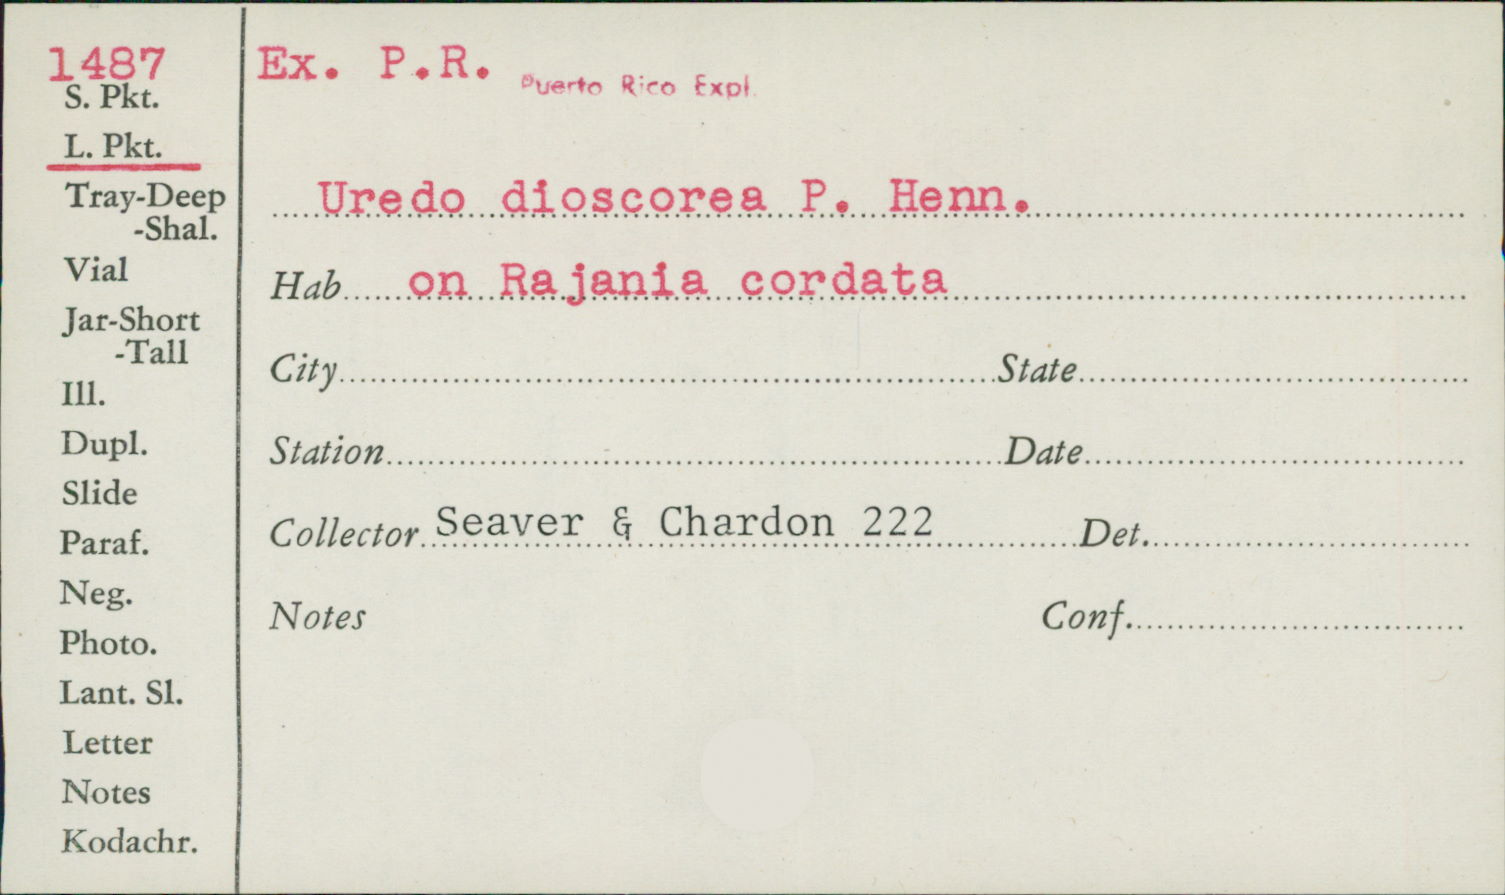 1487
S. Pkt.
L. Pkt.
Tray-Deep
-Shal.
Vial
Jar-Short
-Tall
Ill.
Dupl.
Slide
Paraf.
Neg.
Photo.
Lant. Sl.
Letter
Notes
Kodachr.
Ex. P.R. Puerto Rico Expl.
Uredo dioscorea P. Henn.
Hab on Rajania cordata
City State
Station Date
Collector Seaver & Chardon 222 Det.
Notes Conf.